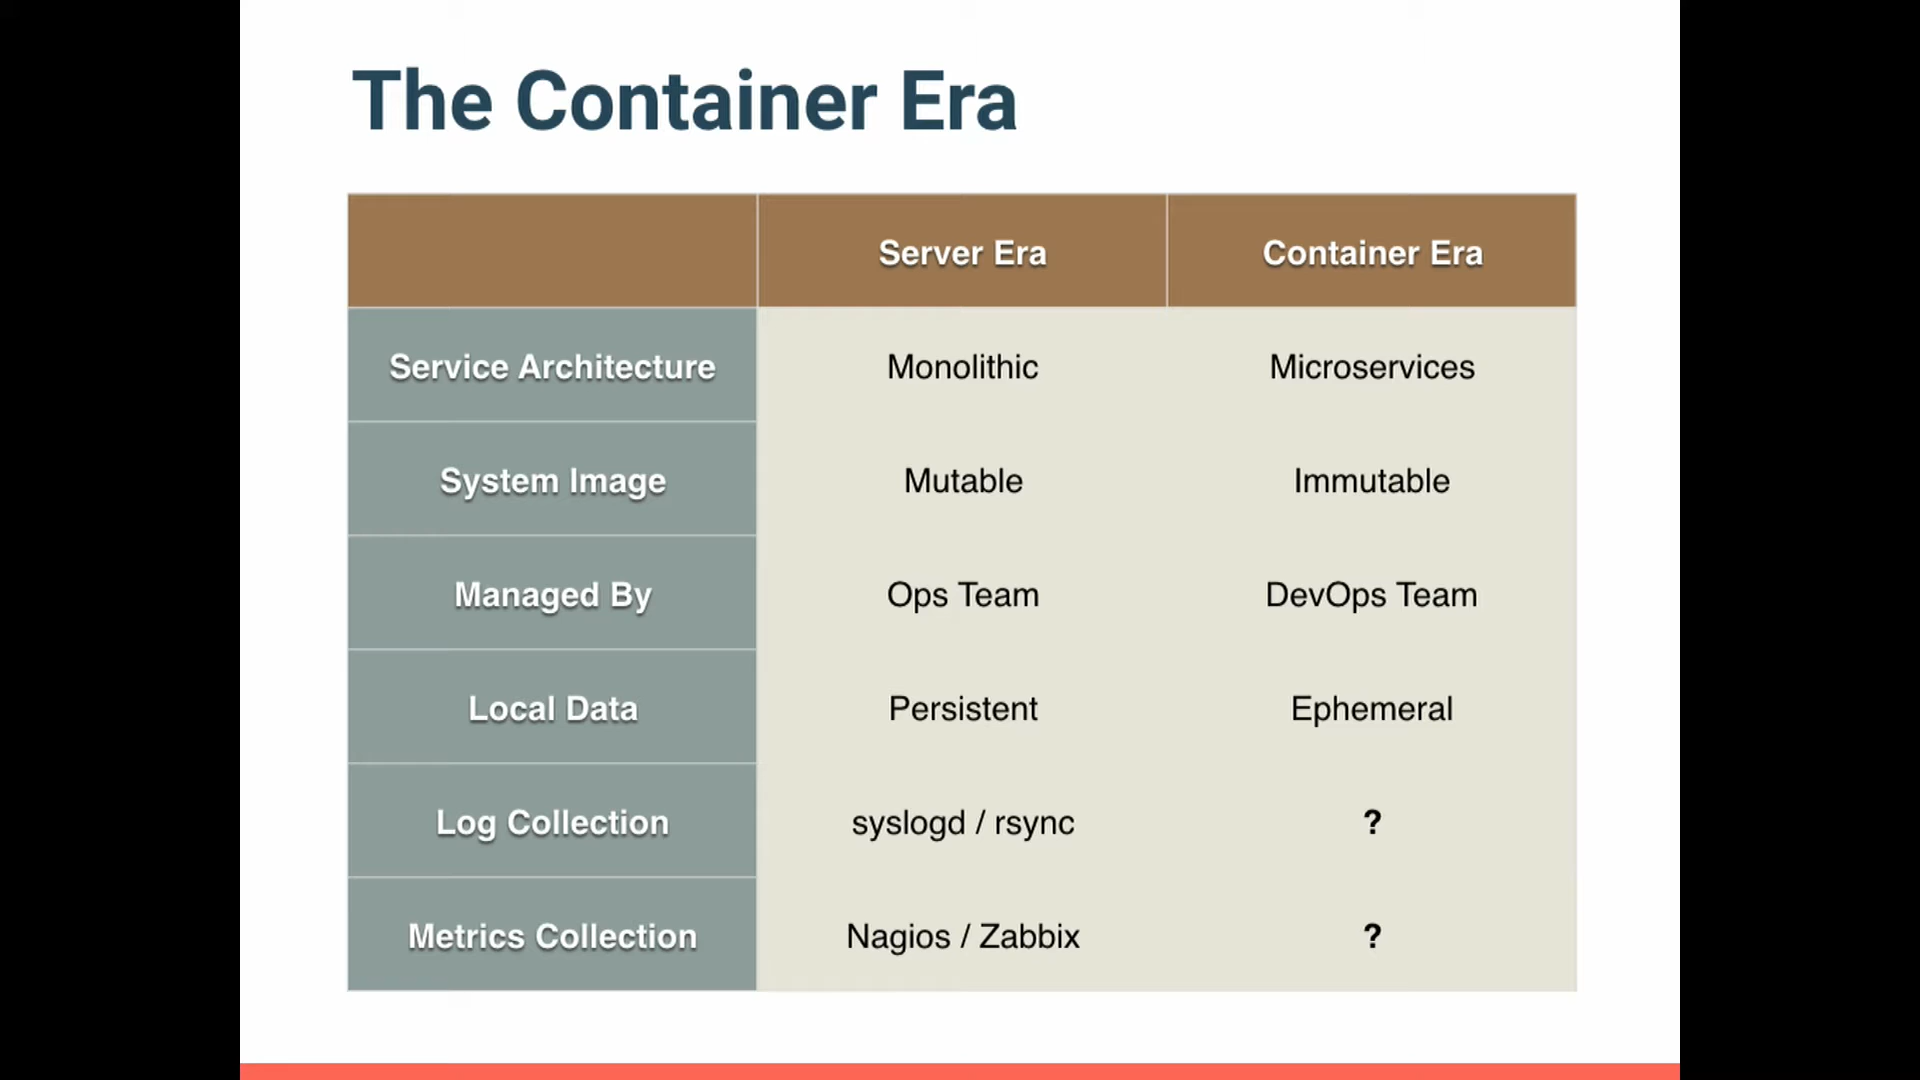 The Container Era
Server Era Container Era
Service Architecture Monolithic Microservices
System Image Mutable Immutable
Managed By Ops Team DevOps Team
Local Data Persistent Ephemeral
Log Collection syslogd / rsync ?
Metrics Collection Nagios / Zabbix ?